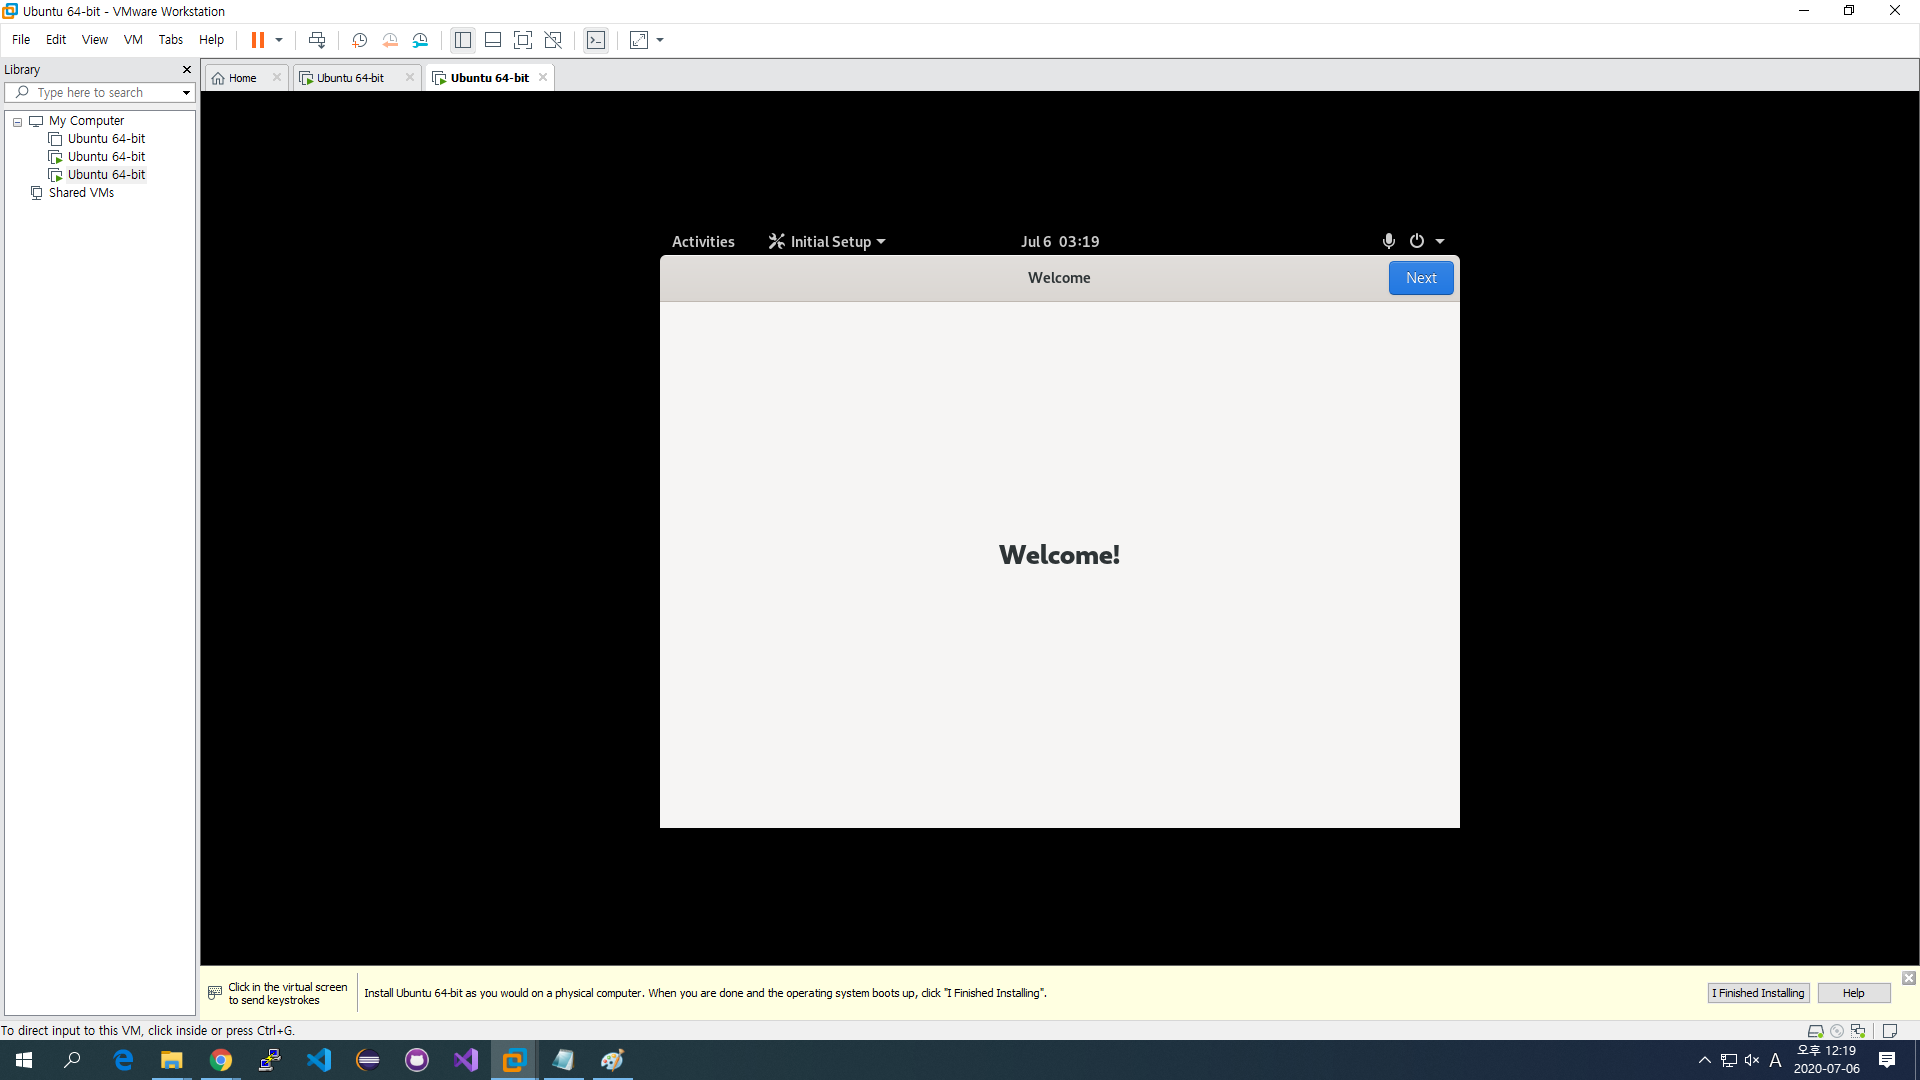 Ubuntu 64-bit - VMware Workstation
File Edit View VM Tabs Help
Library
Type here to search
My Computer
Ubuntu 64-bit
Ubuntu 64-bit
Ubuntu 64-bit
Shared VMs
Home Ubuntu 64-bit Ubuntu 64-bit
Activities Initial Setup Jul 6 03:19
Welcome Next
Welcome!
Click in the virtual screen
to send keystrokes
Install Ubuntu 64-bit as you would on a physical computer. When you are done and the operating system boots up, click "I Finished Installing".
I Finished Installing Help
To direct input to this VM, click inside or press Ctrl+G.
A 오후 12:19
2020-07-06